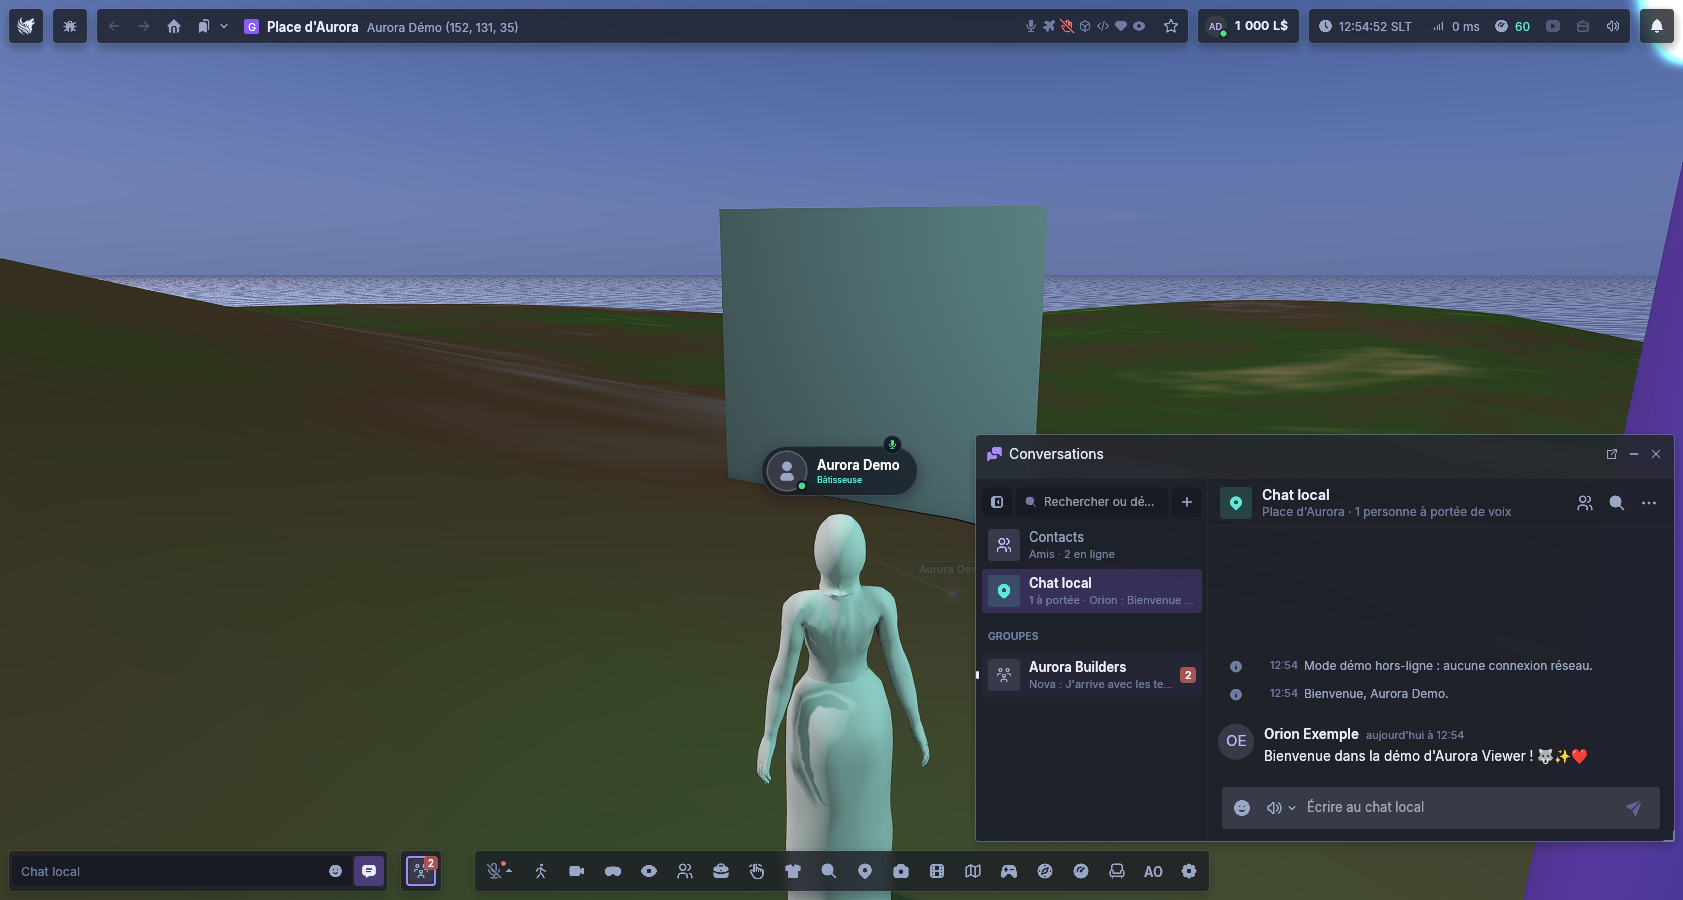 G Place d'Aurora Aurora Démo (152, 131, 35)
AD 1 000 L$
12:54:52 SLT 0 ms 60
Aurora Demo
Bâtisseuse
Conversations
Rechercher ou dé...
Contacts
Amis · 2 en ligne
Chat local
1 à portée · Orion : Bienvenue ...
GROUPES
Aurora Builders
Nova : J'arrive avec les te...
2
Chat local
Place d'Aurora · 1 personne à portée de voix
12:54 Mode démo hors-ligne : aucune connexion réseau.
12:54 Bienvenue, Aurora Demo.
OE
Orion Exemple aujourd'hui à 12:54
Bienvenue dans la démo d'Aurora Viewer ! 🐺✨❤️
Écrire au chat local
Chat local
2
AO